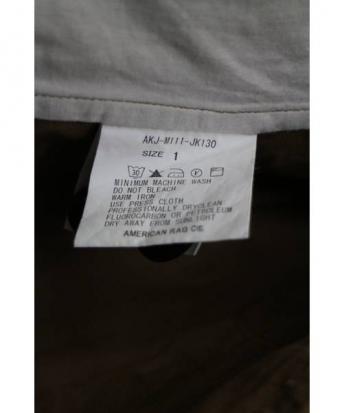 AKJ-M111-JK130
SIZE 1
30
MINIMUM MACHINE WASH
DO NOT BLEACH
WARM IRON
USE PRESS CLOTH
PROFESSIONALLY DRYCLEAN
FLUOROCARBON OR PETROLEUM
DRY AWAY FROM SUNLIGHT
AMERICAN RAG CIE.